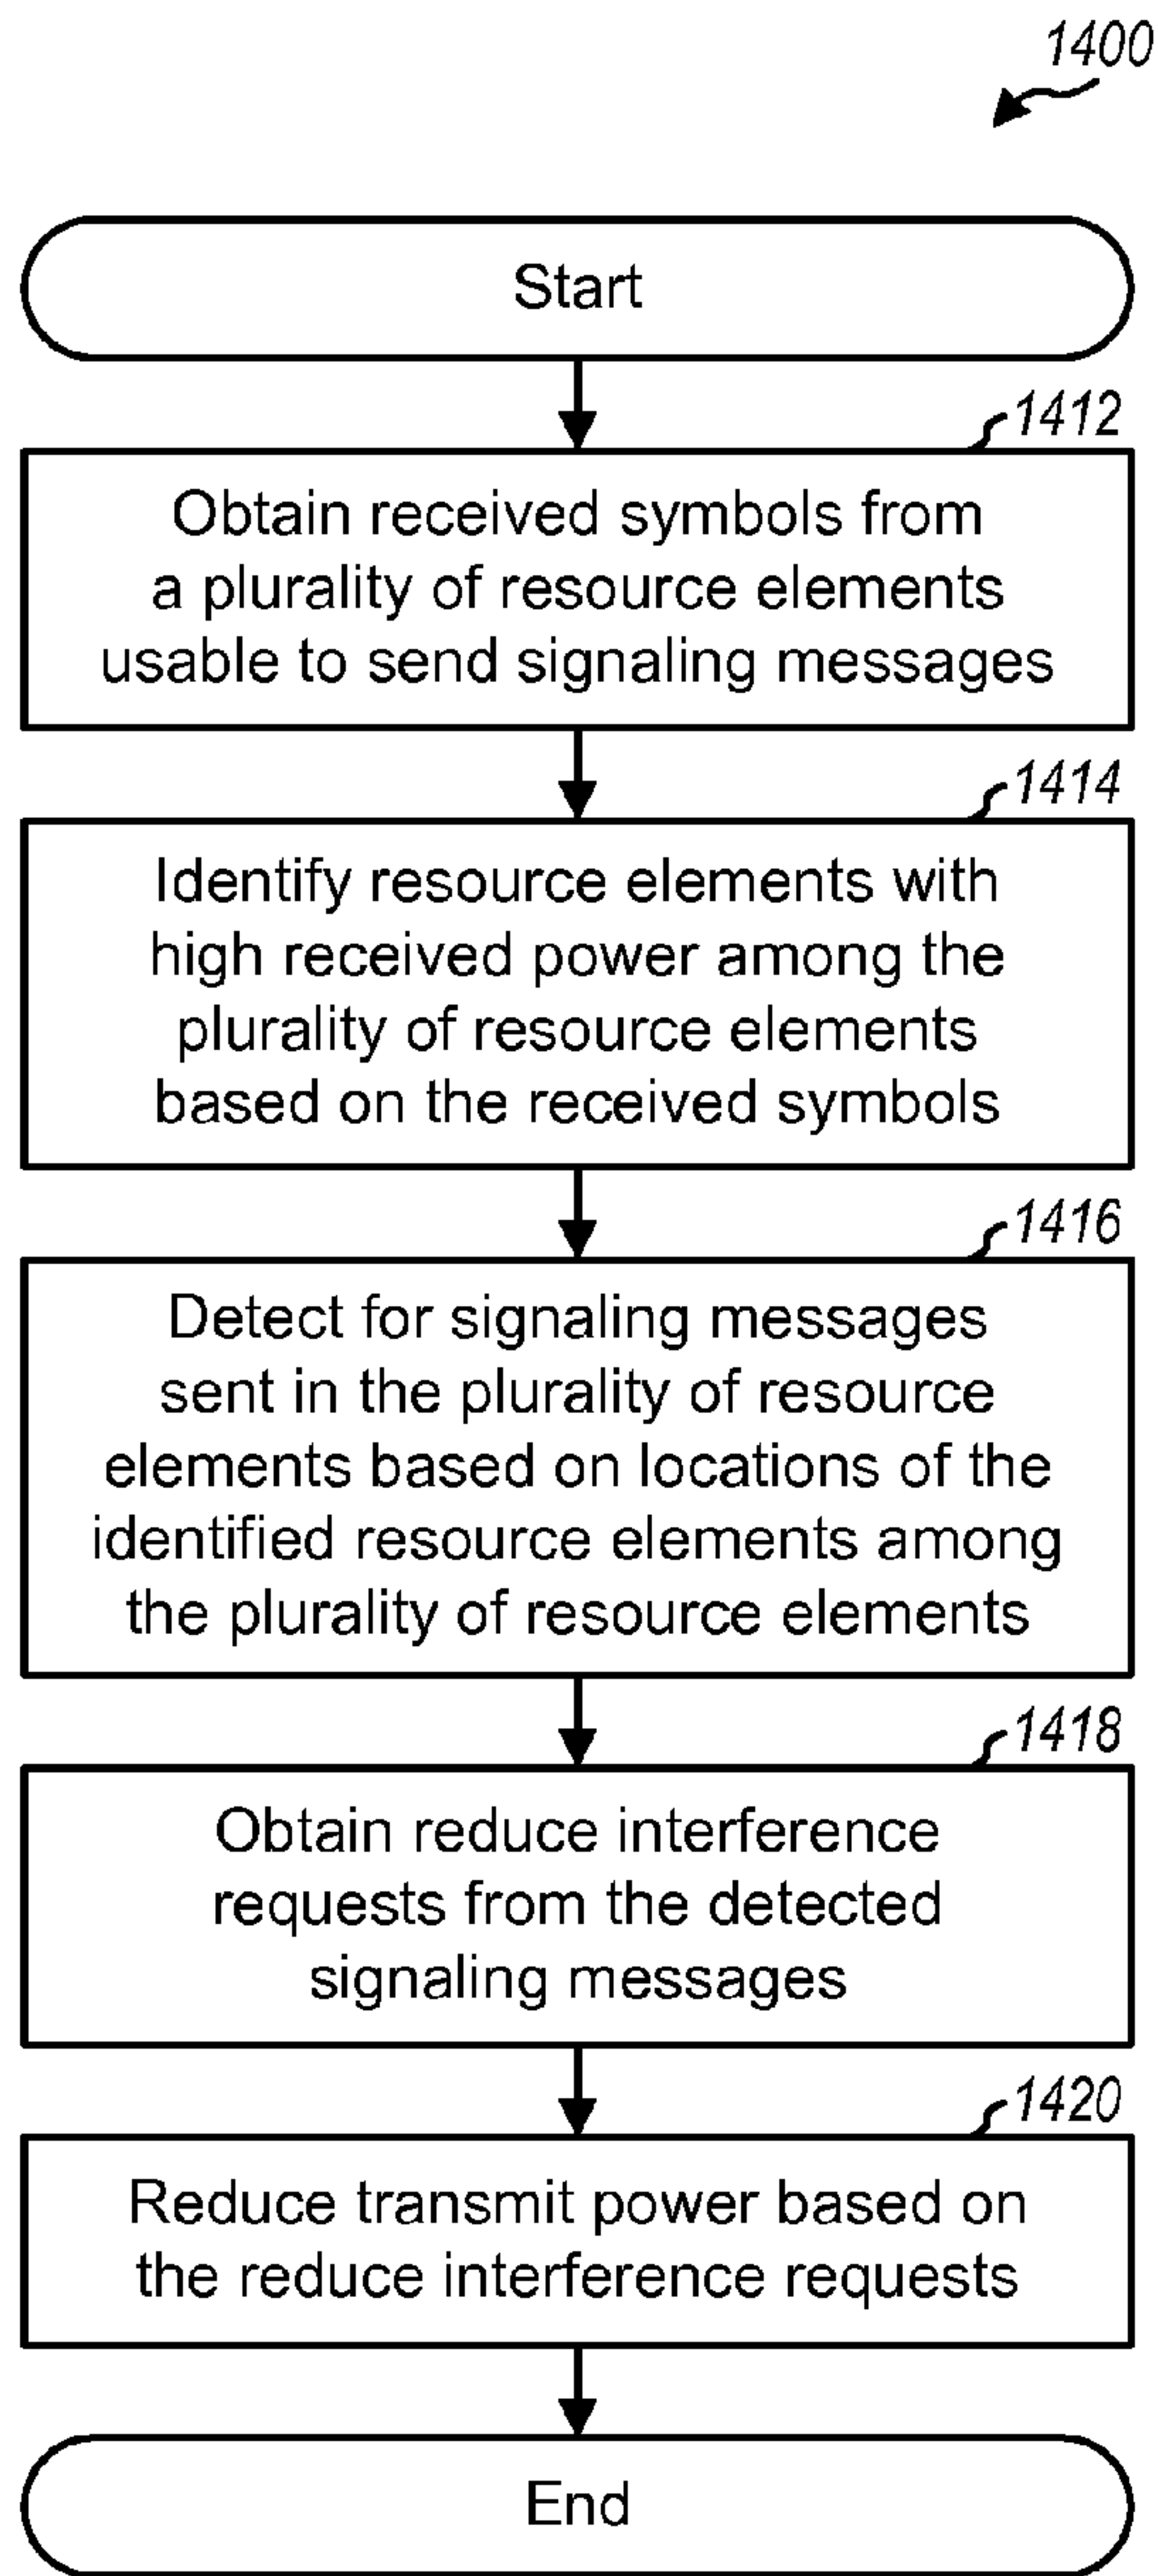 1400
Start
1412
Obtain received symbols from
a plurality of resource elements
usable to send signaling messages
1414
Identify resource elements with
high received power among the
plurality of resource elements
based on the received symbols
1416
Detect for signaling messages
sent in the plurality of resource
elements based on locations of the
identified resource elements among
the plurality of resource elements
1418
Obtain reduce interference
requests from the detected
signaling messages
1420
Reduce transmit power based on
the reduce interference requests
End